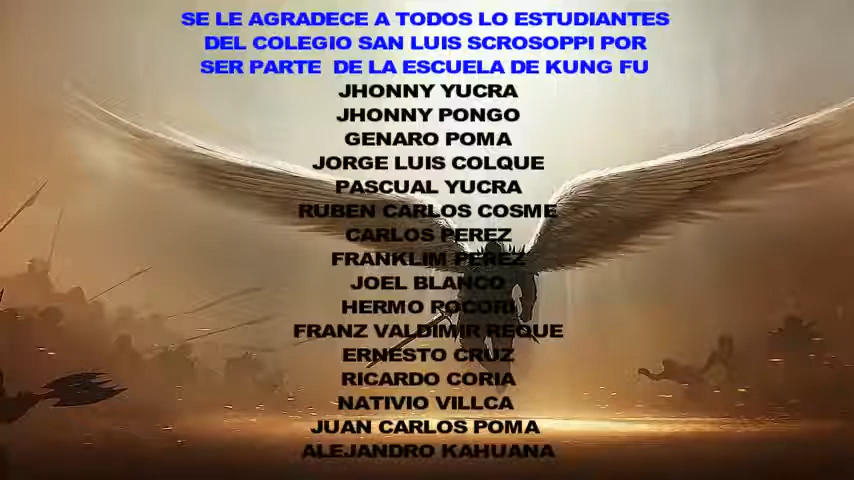 SE LE AGRADECE A TODOS LO ESTUDIANTES
DEL COLEGIO SAN LUIS SCROSOPPI POR
SER PARTE DE LA ESCUELA DE KUNG FU
JHONNY YUCRA
JHONNY PONGO
GENARO POMA
JORGE LUIS COLQUE
PASCUAL YUCRA
RUBEN CARLOS COSME
CARLOS PEREZ
FRANKLIM PEREZ
JOEL BLANCO
HERMO ROCORI
FRANZ VALDIMIR REQUE
ERNESTO CRUZ
RICARDO CORIA
NATIVIO VILLCA
JUAN CARLOS POMA
ALEJANDRO KAHUANA